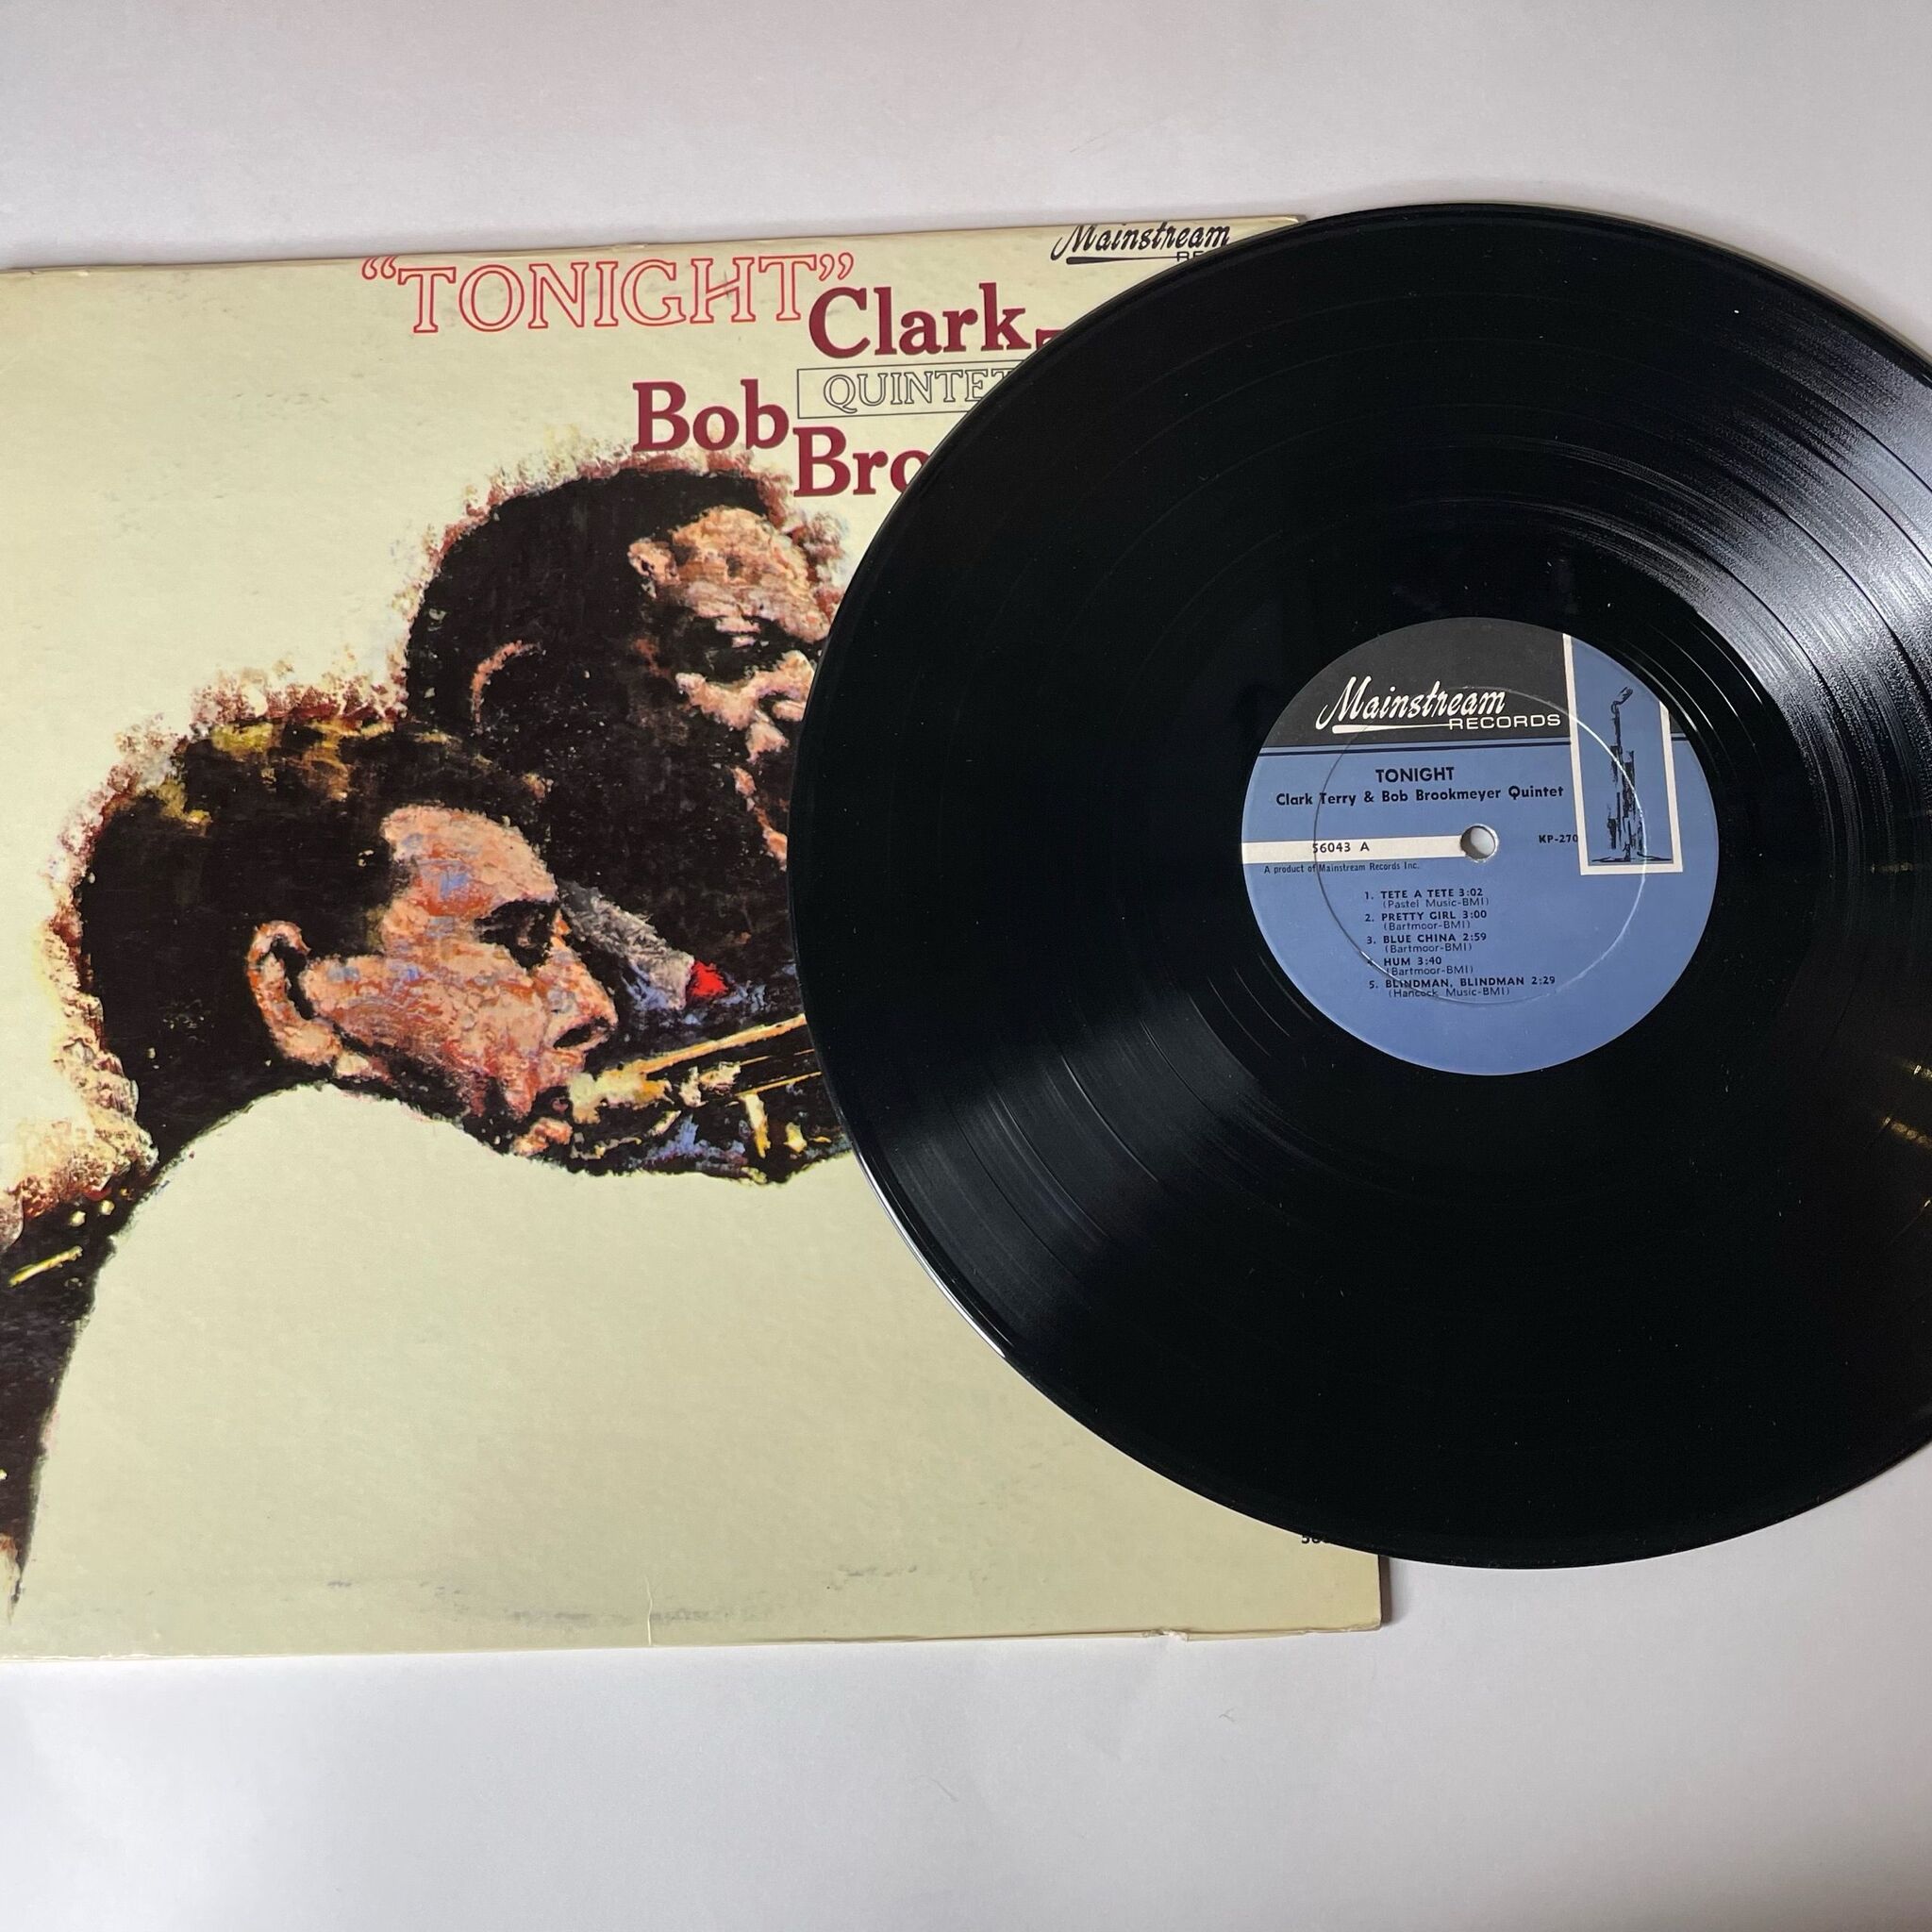 Mainstream
"TONIGHT"
Clark
QUINTET
Bob
Bro
Mainstream
RECORDS
TONIGHT
Clark Terry & Bob Brookmeyer Quintet
56043 A
KP-270
A product of Mainstream Records Inc.
1. TETE A TETE 3:02
(Pastel Music-BMI)
2. PRETTY GIRL 3:00
(Bartmoor-BMI)
3. BLUE CHINA 2:59
(Bartmoor-BMI)
HUM 3:40
(Bartmoor-BMI)
5. BLINDMAN, BLINDMAN 2:29
(Hancock Music-BMI)